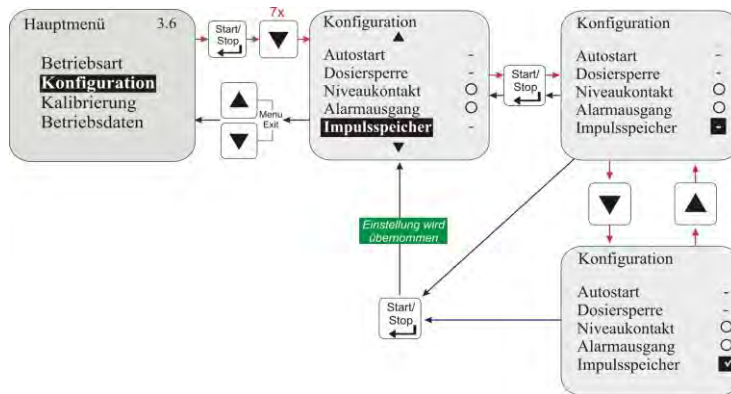 Hauptmenü 3.6
Betriebsart
Konfiguration
Kalibrierung
Betriebsdaten
Start/
Stop
7x
Menu
Exit
Konfiguration
Autostart -
Dosiersperre -
Niveaukontakt
Alarmausgang
Impulsspeicher -
Start/
Stop
Konfiguration
Autostart -
Dosiersperre -
Niveaukontakt
Alarmausgang
Impulsspeicher -
Einstellung wird
übernommen
Start/
Stop
Konfiguration
Autostart -
Dosiersperre -
Niveaukontakt
Alarmausgang
Impulsspeicher ✓